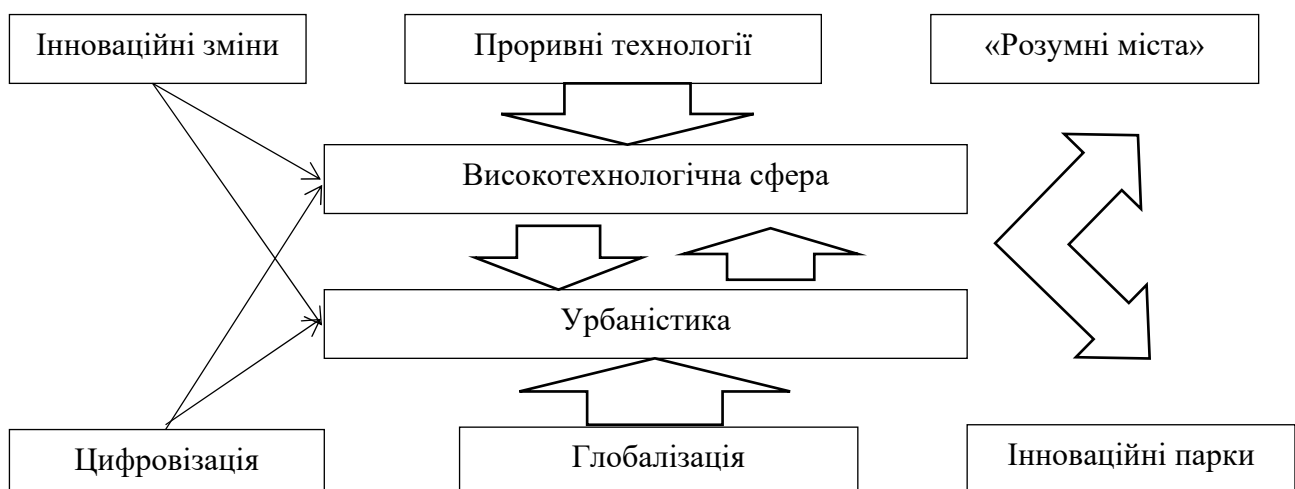 Інноваційні зміни
Проривні технології
«Розумні міста»
Високотехнологічна сфера
Урбаністика
Цифровізація
Глобалізація
Інноваційні парки